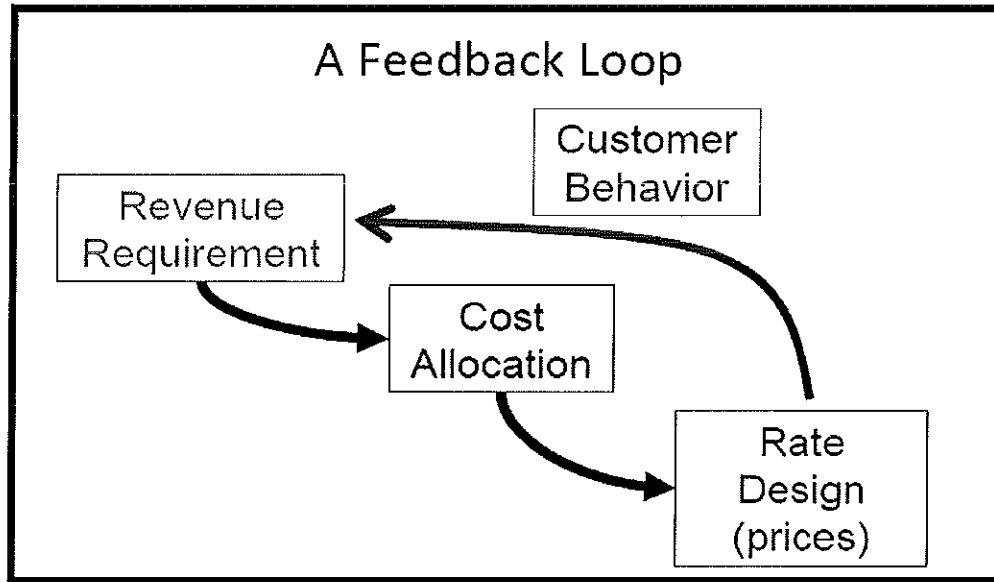 A Feedback Loop
Customer
Behavior
Revenue
Requirement
Cost
Allocation
Rate
Design
(prices)